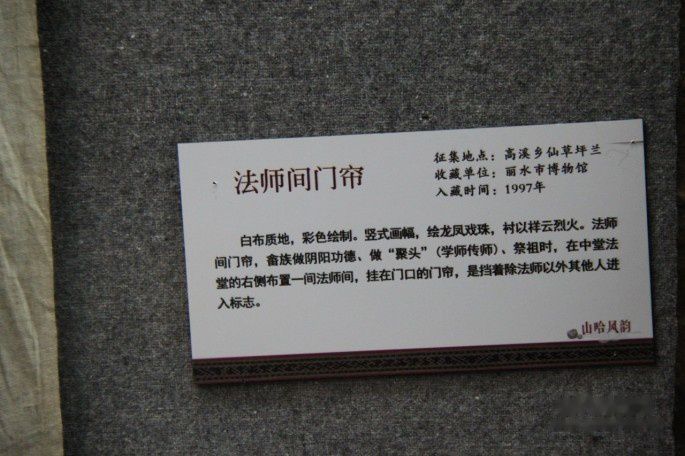 法师间门帘
征集地点：高溪乡仙草坪兰
收藏单位：丽水市博物馆
入藏时间：1997年
白布质地，彩色绘制。竖式画幅，绘龙凤戏珠，衬以祥云烈火。法师
间门帘，畲族做阴阳功德、做“聚头”（学师传师）、祭祖时，在中堂法
堂的右侧布置一间法师间，挂在门口的门帘，是挡着除法师以外其他人进
入标志。
山哈风韵